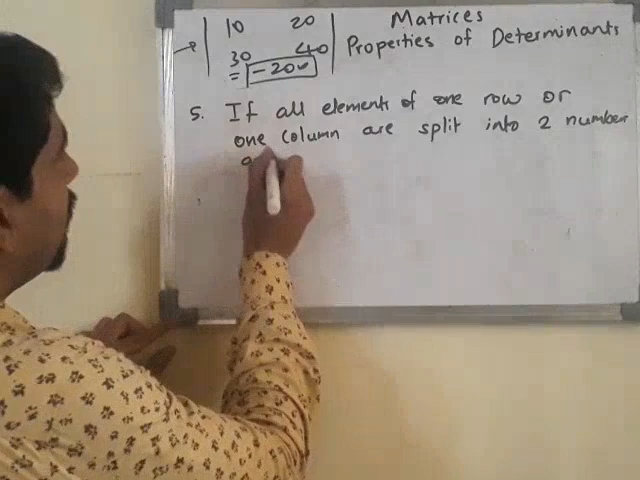 10 20 Matrices
30 40 Properties of Determinants
= -200
5. If all elements of one row or
one column are split into 2 number